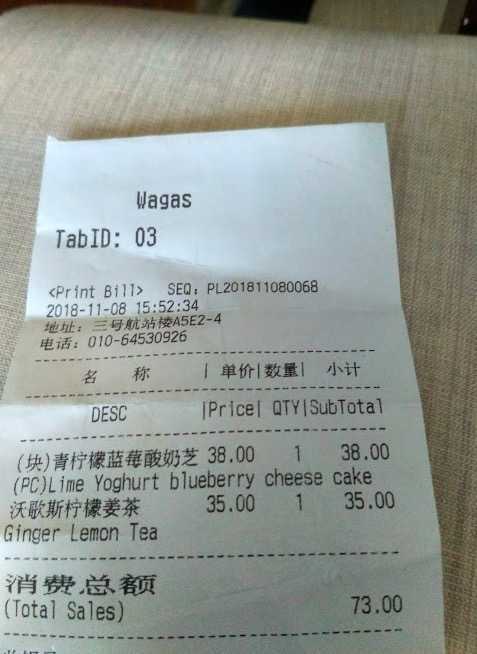 Wagas
TabID: 03
<Print Bill> SEQ: PL201811080068
2018-11-08 15:52:34
地址: 三号航站楼A5E2-4
电话: 010-64530926
名 称 | 单价|数量| 小计
DESC |Price| QTY|SubTotal
(块)青柠檬蓝莓酸奶芝 38.00 1 38.00
(PC)Lime Yoghurt blueberry cheese cake
沃歌斯柠檬姜茶 35.00 1 35.00
Ginger Lemon Tea
消费总额
(Total Sales) 73.00